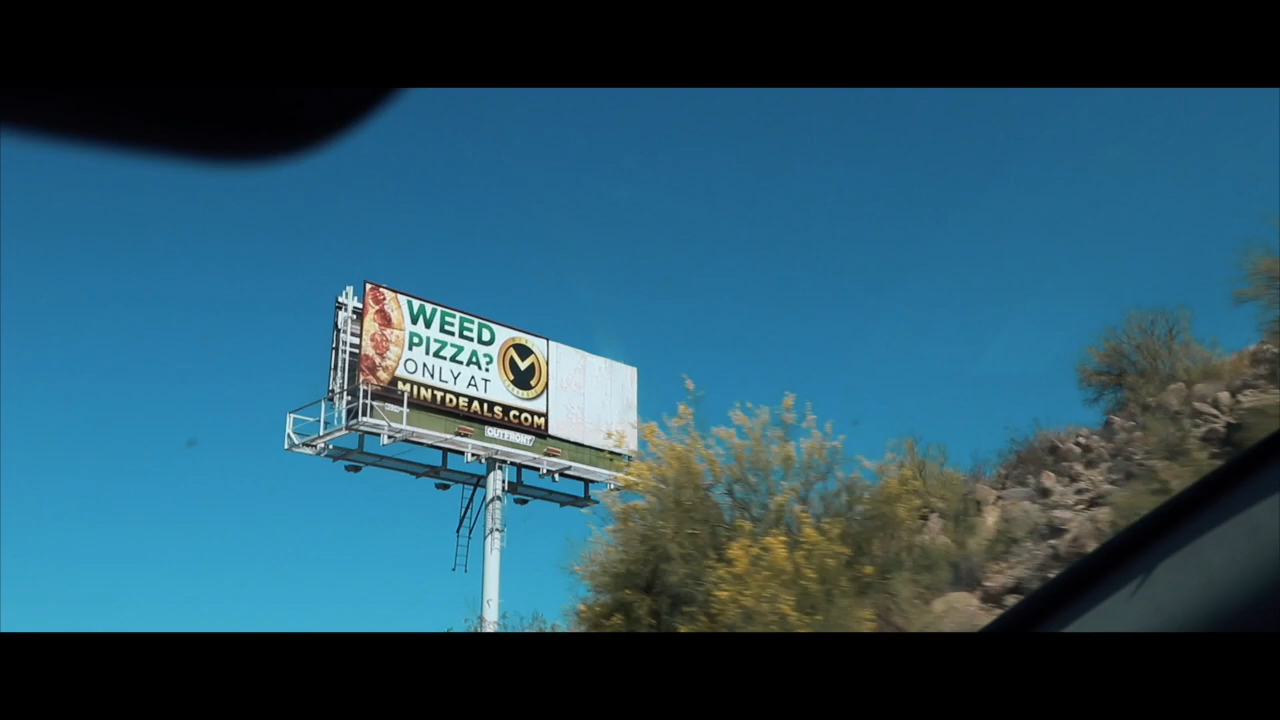 WEED
PIZZA?
ONLY AT
MINTDEALS.COM
M
OUTFRONT